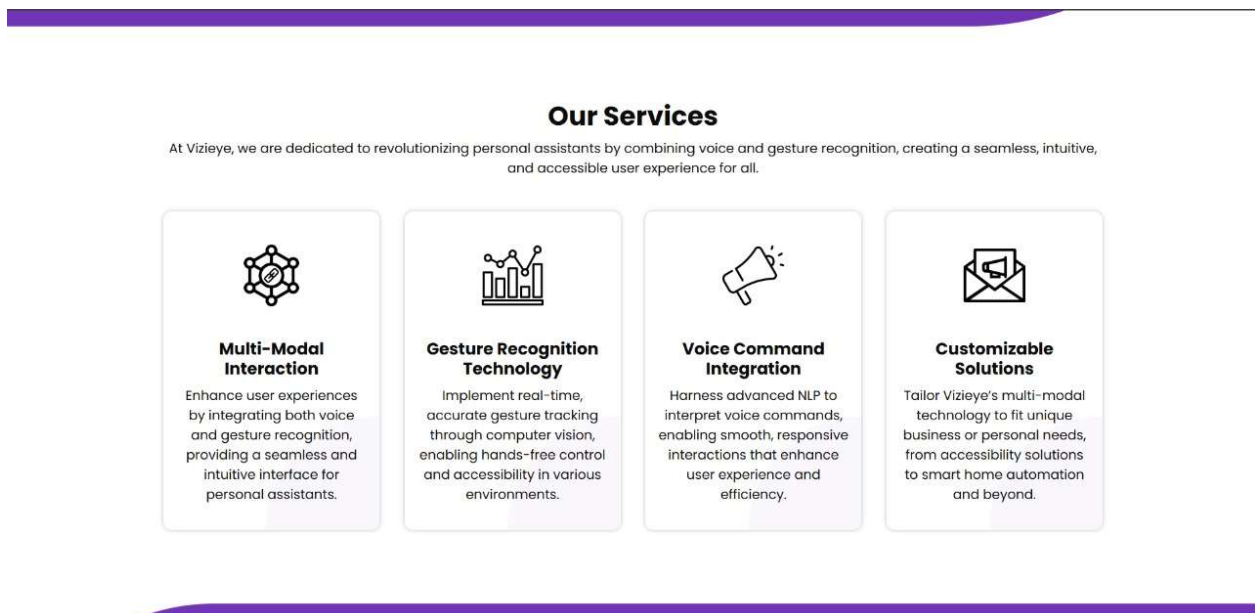 Our Services
At Vizieye, we are dedicated to revolutionizing personal assistants by combining voice and gesture recognition, creating a seamless, intuitive,
and accessible user experience for all.
Multi-Modal
Interaction
Enhance user experiences
by integrating both voice
and gesture recognition,
providing a seamless and
intuitive interface for
personal assistants.
Gesture Recognition
Technology
Implement real-time,
accurate gesture tracking
through computer vision,
enabling hands-free control
and accessibility in various
environments.
Voice Command
Integration
Harness advanced NLP to
interpret voice commands,
enabling smooth, responsive
interactions that enhance
user experience and
efficiency.
Customizable
Solutions
Tailor Vizieye's multi-modal
technology to fit unique
business or personal needs,
from accessibility solutions
to smart home automation
and beyond.